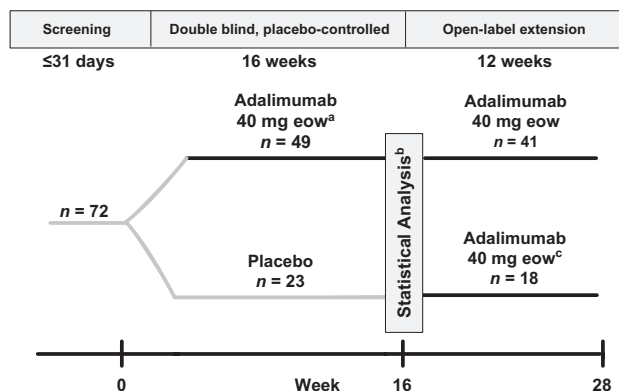 Screening Double blind, placebo-controlled Open-label extension
≤31 days 16 weeks 12 weeks
Adalimumab
40 mg eowᵃ
n = 49
Adalimumab
40 mg eow
n = 41
n = 72
Statistical Analysisᵇ
Placebo
n = 23
Adalimumab
40 mg eowᶜ
n = 18
0 Week 16 28